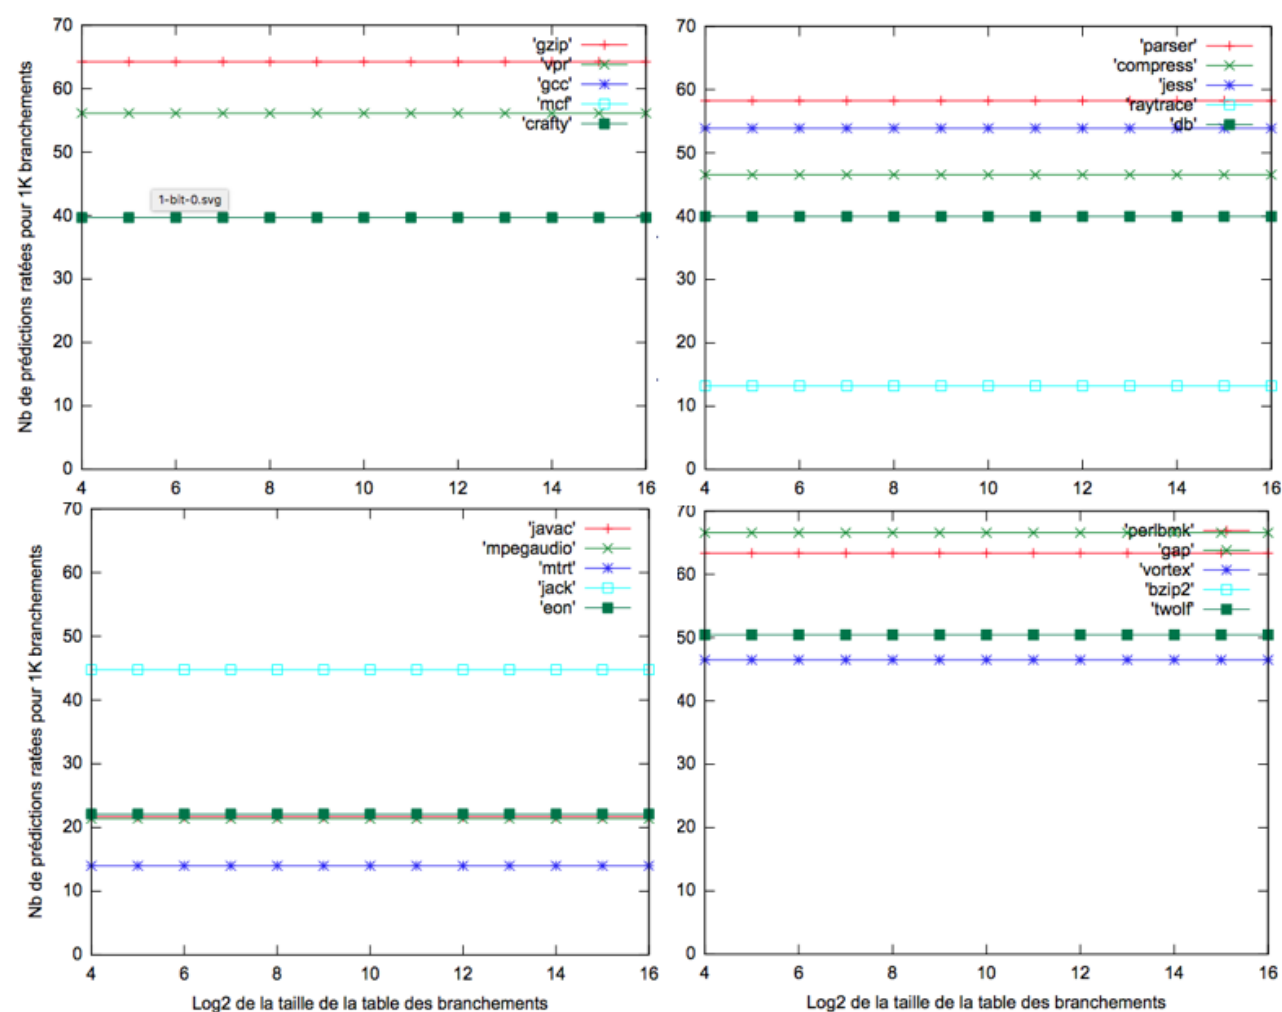 Nb de prédictions ratées pour 1K branchements
70
60
50
40
30
20
10
0
'gzip'
'vpr'
'gcc'
'mcf'
'crafty'
1-bit-0.svg
4 6 8 10 12 14 16
70
60
50
40
30
20
10
0
'parser'
'compress'
'jess'
'raytrace'
'db'
4 6 8 10 12 14 16
Nb de prédictions ratées pour 1K branchements
70
60
50
40
30
20
10
0
'javac'
'mpegaudio'
'mtrt'
'jack'
'eon'
4 6 8 10 12 14 16
Log2 de la taille de la table des branchements
70
60
50
40
30
20
10
0
'perlbmk'
'gap'
'vortex'
'bzip2'
'twolf'
4 6 8 10 12 14 16
Log2 de la taille de la table des branchements